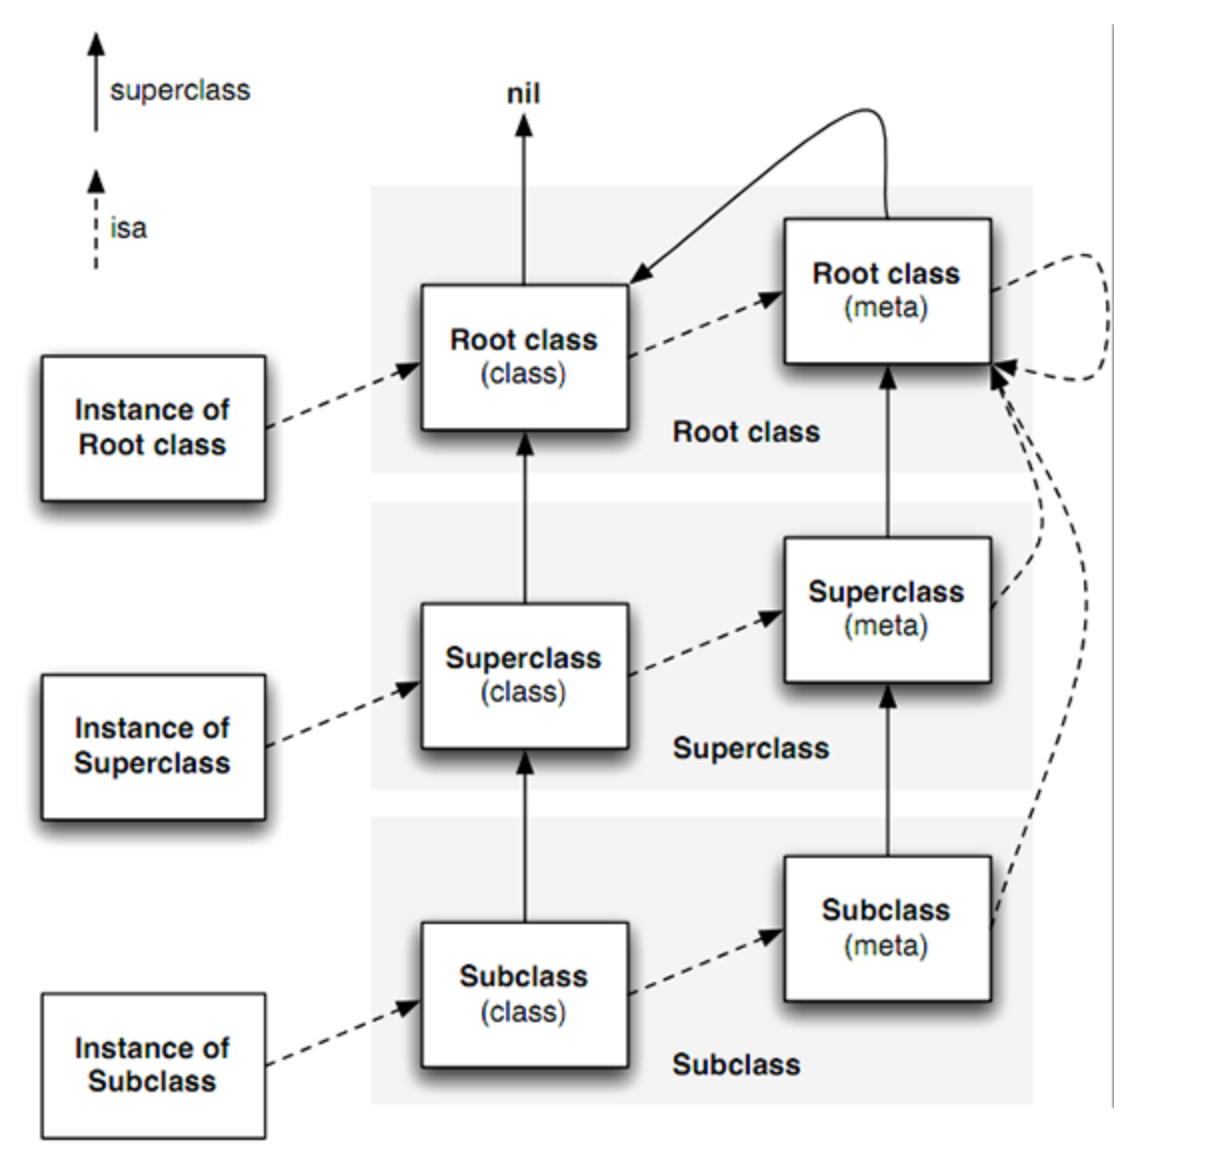 superclass
isa
nil
Root class
(meta)
Root class
(class)
Instance of
Root class
Root class
Superclass
(meta)
Superclass
(class)
Instance of
Superclass
Superclass
Subclass
(meta)
Subclass
(class)
Instance of
Subclass
Subclass